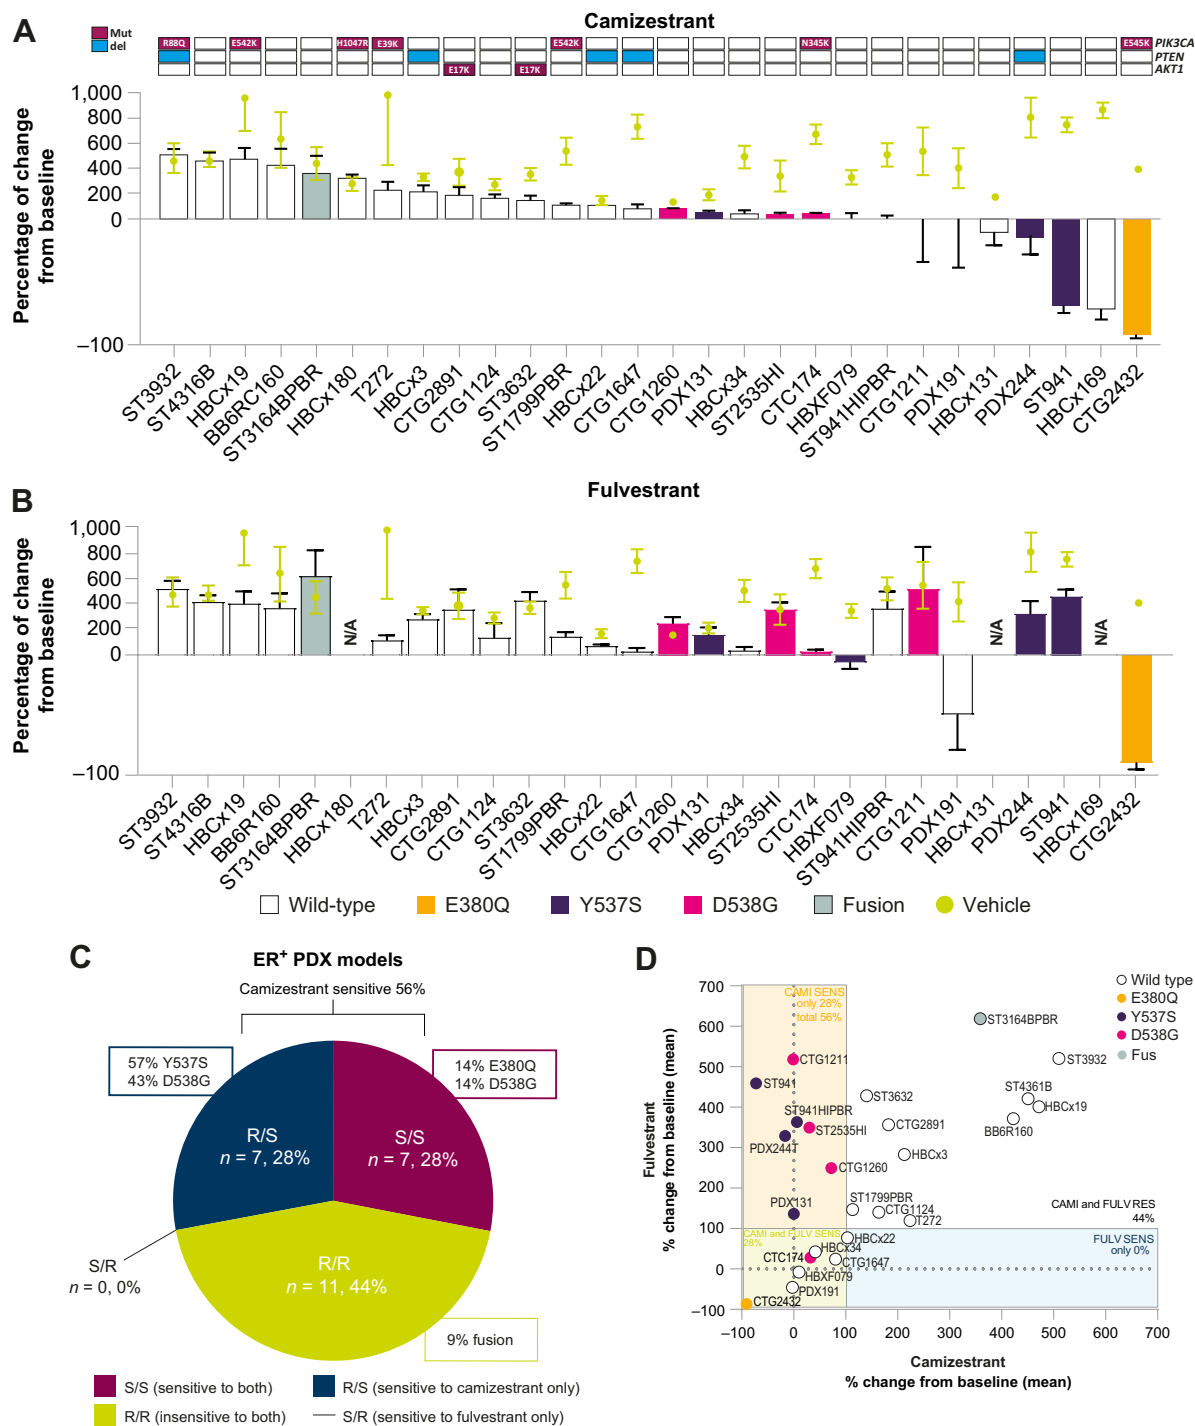 A
Camizestrant
Mut
del
R88Q E542K H1047R E39K E542K N345K E545K PIK3CA
PTEN
E17K E17K AKT1
Percentage of change
from baseline
1,000
800
600
400
200
0
–100
ST3932
ST4316B
HBCx19
BB6RC160
ST3164BPBR
HBCx180
T272
HBCx3
CTG2891
CTG1124
ST3632
ST1799PBR
HBCx22
CTG1647
CTG1260
PDX131
HBCx34
ST2535HI
CTC174
HBXF079
ST941HIPBR
CTG1211
PDX191
HBCx131
PDX244
ST941
HBCx169
CTG2432
B
Fulvestrant
Percentage of change
from baseline
1,000
800
600
400
200
0
–100
N/A
N/A
N/A
ST3932
ST4316B
HBCx19
BB6R160
ST3164BPBR
HBCx180
T272
HBCx3
CTG2891
CTG1124
ST3632
ST1799PBR
HBCx22
CTG1647
CTG1260
PDX131
HBCx34
ST2535HI
CTC174
HBXF079
ST941HIPBR
CTG1211
PDX191
HBCx131
PDX244
ST941
HBCx169
CTG2432
Wild-type E380Q Y537S D538G Fusion Vehicle
C
ER+ PDX models
Camizestrant sensitive 56%
57% Y537S
43% D538G
14% E380Q
14% D538G
R/S
n = 7, 28%
S/S
n = 7, 28%
R/R
n = 11, 44%
S/R
n = 0, 0%
9% fusion
S/S (sensitive to both)
R/S (sensitive to camizestrant only)
R/R (insensitive to both)
S/R (sensitive to fulvestrant only)
D
Wild type
E380Q
Y537S
D538G
Fus
Fulvestrant
% change from baseline (mean)
700
600
500
400
300
200
100
0
–100
CAMI SENS
only 28%
total 56%
ST3164BPBR
CTG1211
ST3932
ST941
ST3632
ST4361B
HBCx19
ST941HIPBR
BB6R160
ST2535HI
CTG2891
PDX244T
HBCx3
CTG1260
PDX131
ST1799PBR
CTG1124
T272
CAMI and FULV RES
44%
CAMI and FULV SENS
28%
FULV SENS
only 0%
HBCx22
HBCx34
CTC174
CTG1647
HBXF079
PDX191
CTG2432
–100 0 100 200 300 400 500 600 700
Camizestrant
% change from baseline (mean)